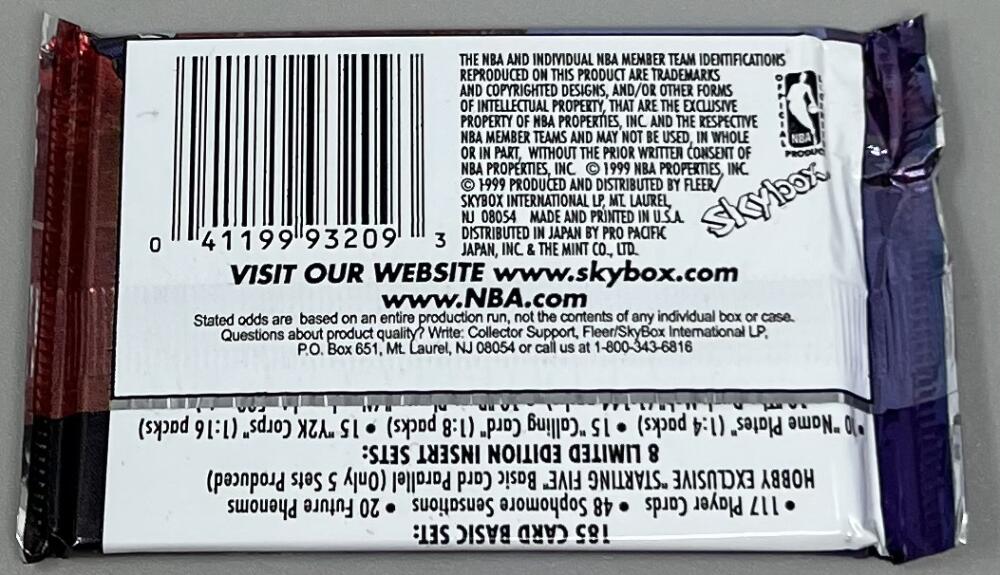 THE NBA AND INDIVIDUAL NBA MEMBER TEAM IDENTIFICATIONS
REPRODUCED ON THIS PRODUCT ARE TRADEMARKS
AND COPYRIGHTED DESIGNS, AND/OR OTHER FORMS
OF INTELLECTUAL PROPERTY, THAT ARE THE EXCLUSIVE
PROPERTY OF NBA PROPERTIES, INC. AND THE RESPECTIVE
NBA MEMBER TEAMS AND MAY NOT BE USED, IN WHOLE
OR IN PART, WITHOUT THE PRIOR WRITTEN CONSENT OF
NBA PROPERTIES, INC. © 1999 NBA PROPERTIES, INC.
© 1999 PRODUCED AND DISTRIBUTED BY FLEER/
SKYBOX INTERNATIONAL LP, MT. LAUREL,
NJ 08054 MADE AND PRINTED IN U.S.A.
DISTRIBUTED IN JAPAN BY PRO PACIFIC
JAPAN, INC. & THE MINT CO., LTD.
OFFICIAL
NBA
PRODUCT
Skybox
0 41199 93209 3
VISIT OUR WEBSITE www.skybox.com
www.NBA.com
Stated odds are based on an entire production run, not the contents of any individual box or case.
Questions about product quality? Write: Collector Support, Fleer/SkyBox International LP,
P.O. Box 651, Mt. Laurel, NJ 08054 or call us at 1-800-343-6816
185 CARD BASIC SET:
• 117 Player Cards • 48 Sophomore Sensations • 20 Future Phenoms
HOBBY EXCLUSIVE "STARTING FIVE" Basic Card Parallel (Only 5 Sets Produced)
8 LIMITED EDITION INSERT SETS:
•10 "Name Plates" (1:4 packs) • 15 "Calling Card" (1:8 packs) • 15 "Y2K Corps" (1:16 packs)